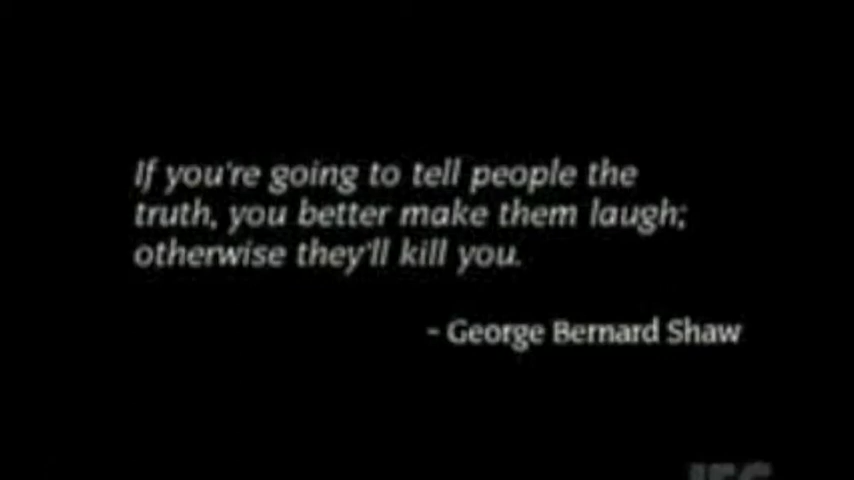 If you're going to tell people the
truth, you better make them laugh;
otherwise they'll kill you.
- George Bernard Shaw